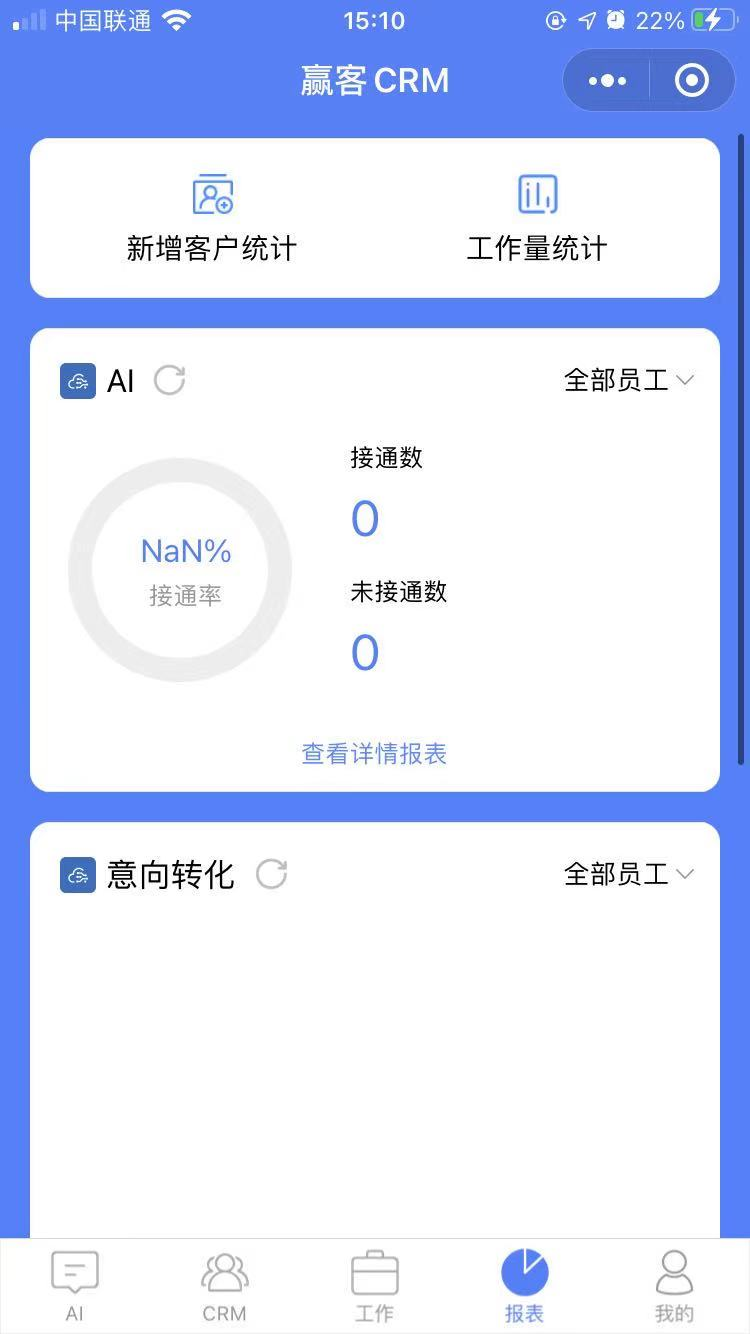 中国联通 15:10 22%
赢客CRM
新增客户统计 工作量统计
AI 全部员工
接通数
0
NaN%
接通率
未接通数
0
查看详情报表
意向转化 全部员工
AI CRM 工作 报表 我的